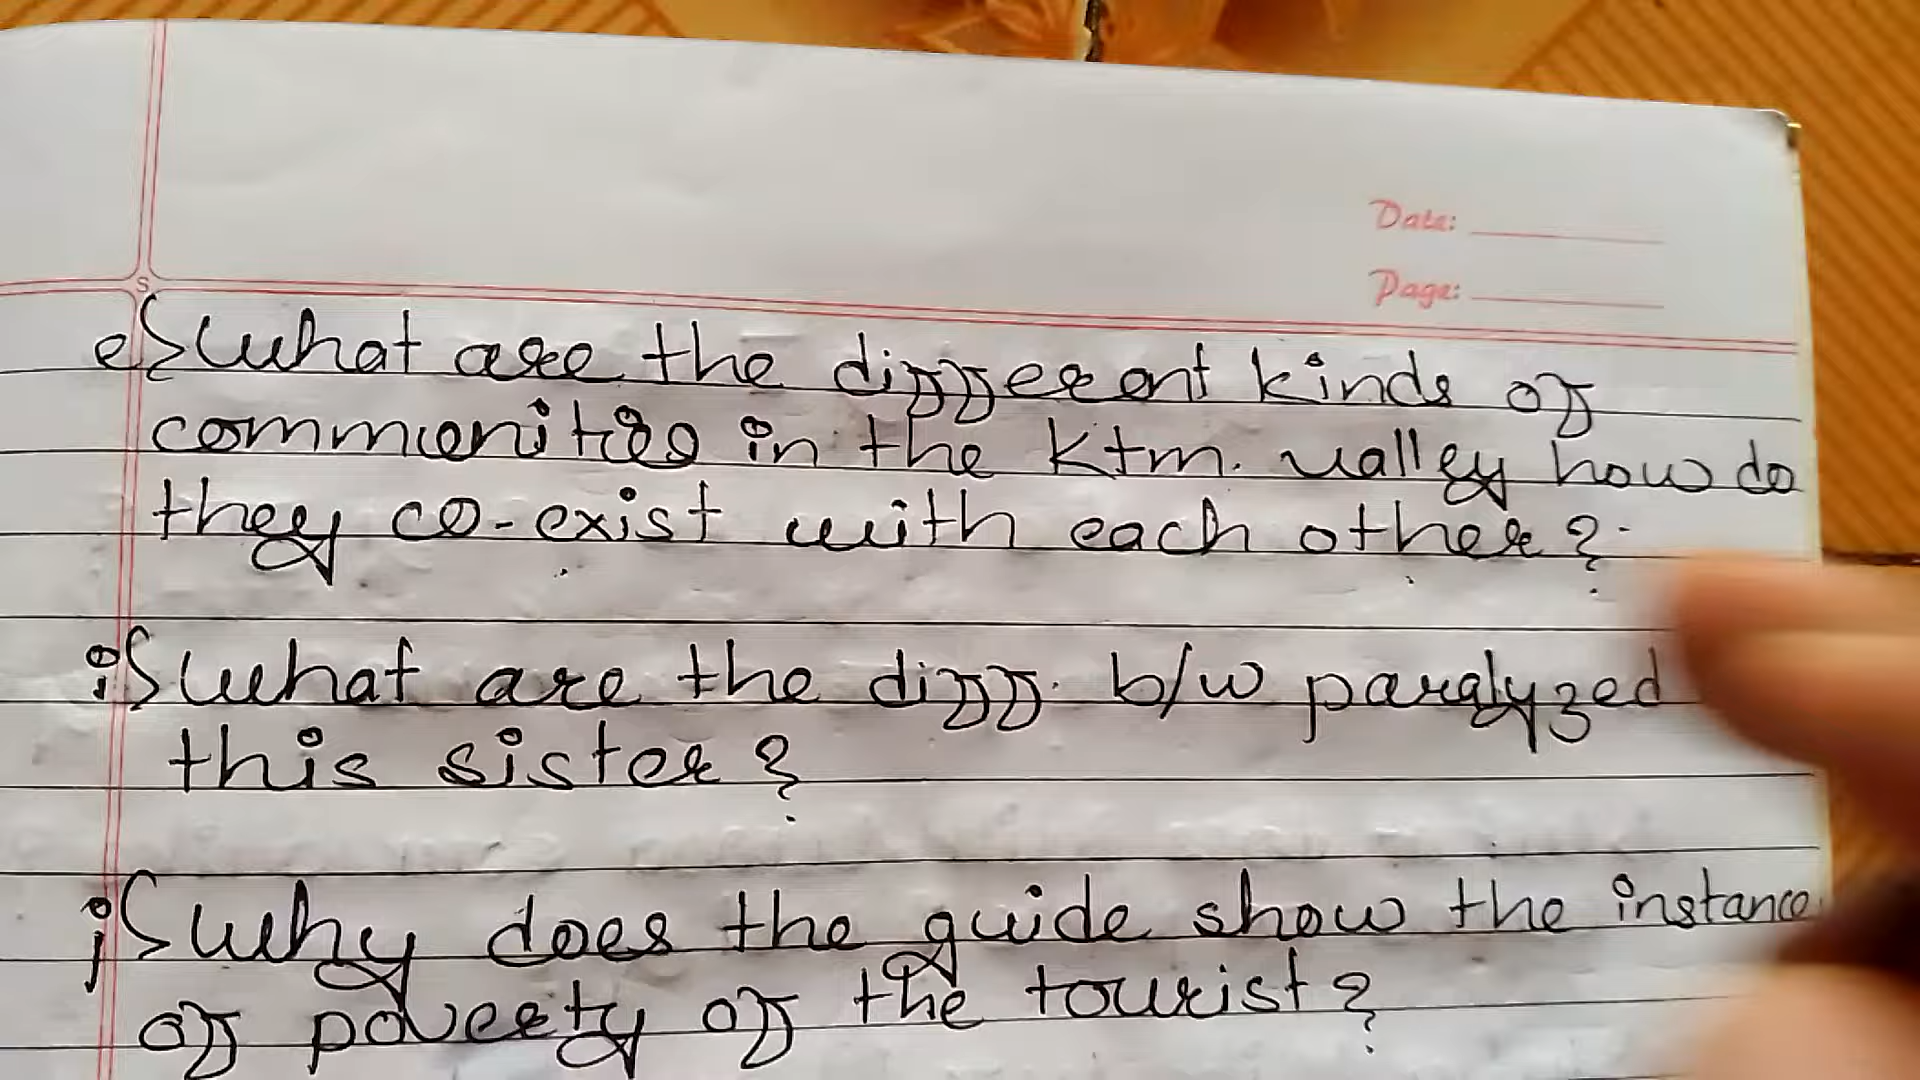 Date:
Page:
e) What are the different kinds of
communities in the Ktm. valley how do
they co-exist with each other?
i) what are the diff. b/w paralyzed
this sister?
j) Why does the guide show the instance
of poverty of the tourist?